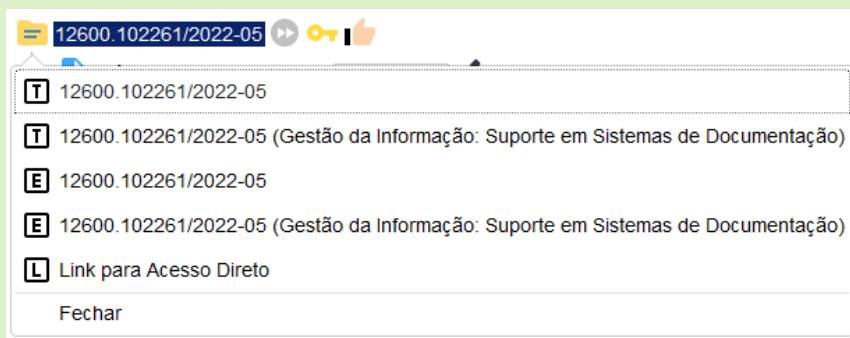 12600.102261/2022-05
T 12600.102261/2022-05
T 12600.102261/2022-05 (Gestão da Informação: Suporte em Sistemas de Documentação)
E 12600.102261/2022-05
E 12600.102261/2022-05 (Gestão da Informação: Suporte em Sistemas de Documentação)
L Link para Acesso Direto
Fechar